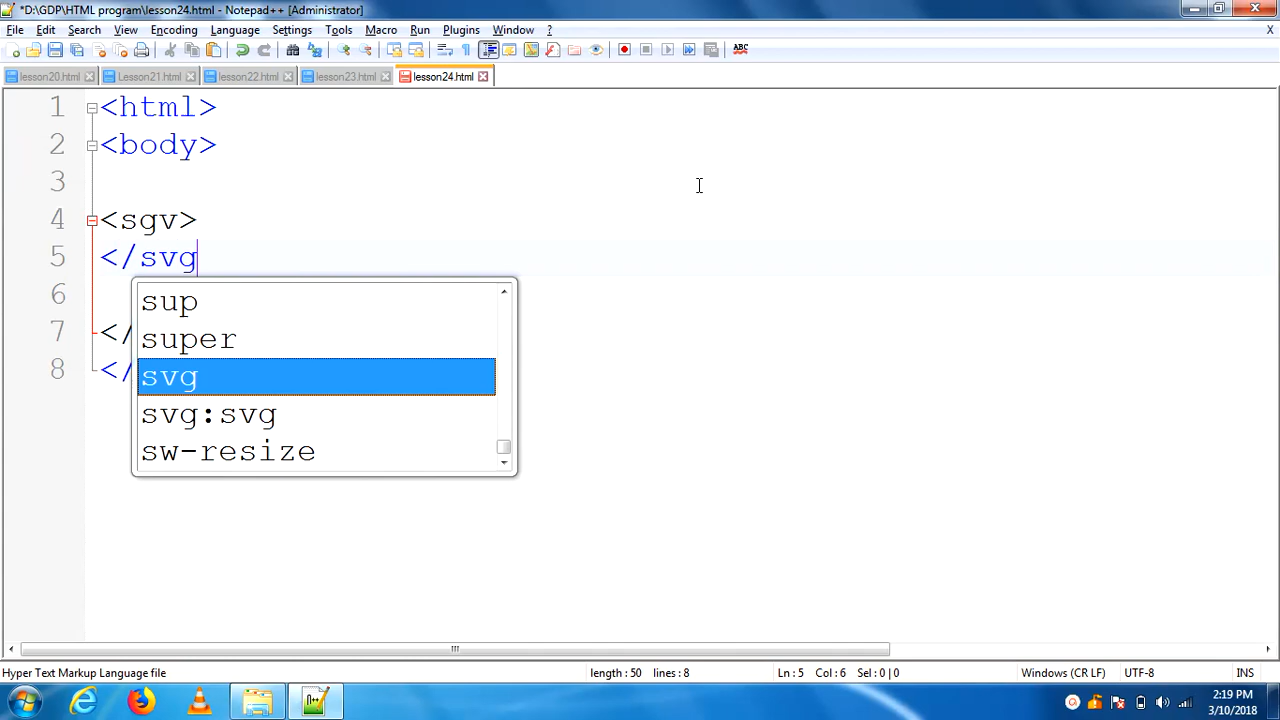 *D:\GDP\HTML program\lesson24.html - Notepad++ [Administrator]
File Edit Search View Encoding Language Settings Tools Macro Run Plugins Window ?
ABC
lesson20.html Lesson21.html lesson22.html lesson23.html lesson24.html
1 <html>
2 <body>
3
4 <sgv>
5 </svg
6
7 </
8 </
sup
super
svg
svg:svg
sw-resize
Hyper Text Markup Language file length : 50 lines : 8 Ln : 5 Col : 6 Sel : 0 | 0 Windows (CR LF) UTF-8 INS
2:19 PM
3/10/2018